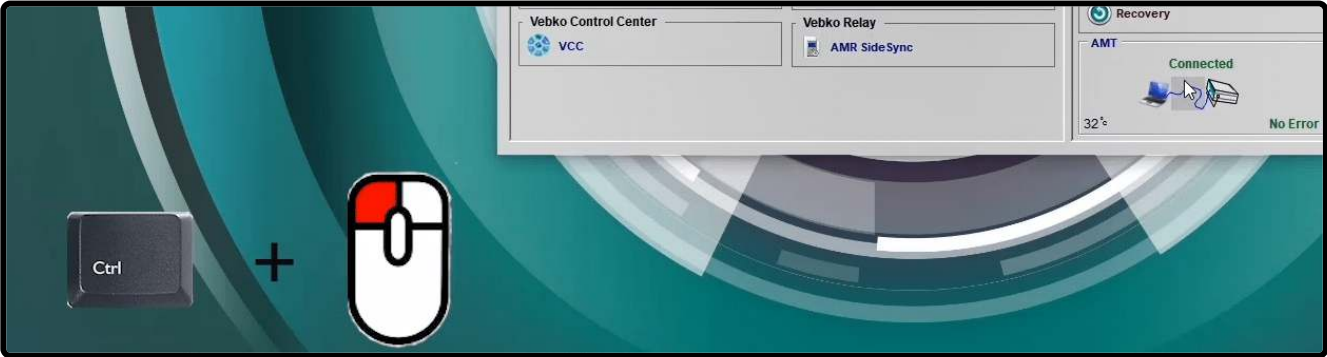 Vebko Control Center
VCC
Vebko Relay
AMR SideSync
Recovery
AMT
Connected
32°c
No Error
Ctrl
+